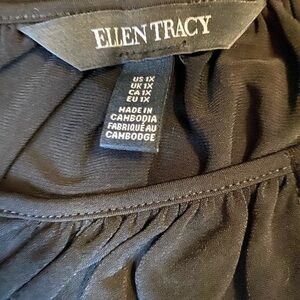 ELLEN TRACY
US 1X
UK 1X
CA 1X
EU 1X
MADE IN
CAMBODIA
FABRIQUÉ AU
CAMBODGE